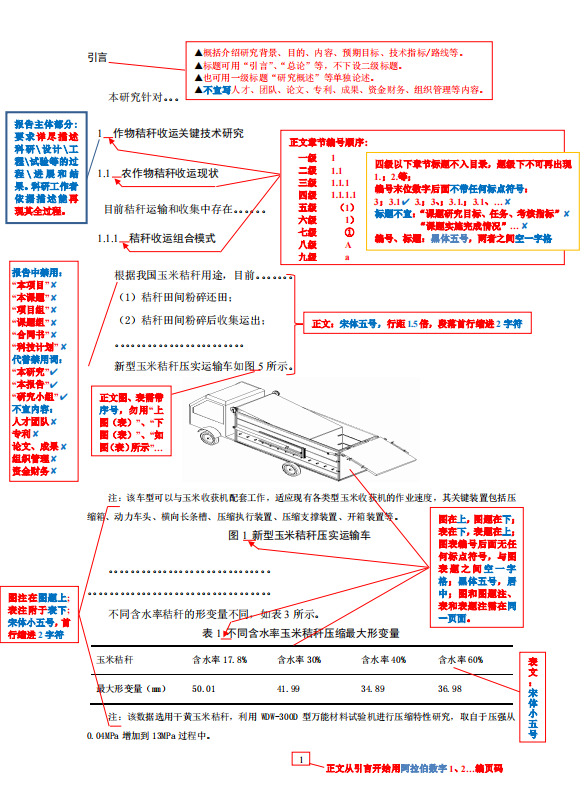 引言
▲概括介绍研究背景、目的、内容、预期目标、技术指标/路线等。
▲标题可用“引言”、“总论”等,不下设二级标题。
▲也可用一级标题“研究概述”等单独论述。
▲不宜写人才、团队、论文、专利、成果、资金财务、组织管理等内容。
本研究针对。。。
报告主体部分:
要求详尽描述
科研\设计\工
程\试验等的过
程\进展和结
果。科研工作者
依据描述能再
现其全过程。
1 作物秸秆收运关键技术研究
1.1 农作物秸秆收运现状
目前秸秆运输和收集中存在。。。。。。
1.1.1 秸秆收运组合模式
正文章节编号顺序:
一级 1
二级 1.1
三级 1.1.1
四级 1.1.1.1
五级 (1)
六级 1)
七级 ①
八级 A
九级 a
四级以下章节标题不入目录,题级下不可再出现
1.;2.等;
编号末位数字后面不带任何标点符号:
3;3.1✓ 3.;3、;3.1.;3.1、…✘
标题不宜:“课题研究目标、任务、考核指标”✘
“课题实施完成情况”…✘
编号、标题:黑体五号,两者之间空一字格
报告中禁用:
“本项目”✘
“本课题”✘
“项目组”✘
“课题组”✘
“合同书”✘
“科技计划”✘
代替禁用词:
“本研究”✓
“本报告”✓
“研究小组”✓
不宜内容:
人才团队✘
专利✘
论文、成果✘
组织管理✘
资金财务✘
根据我国玉米秸秆用途,目前。。。。。。。
(1)秸秆田间粉碎还田;
(2)秸秆田间粉碎后收集运出;
。。。。。。。。。。。。。。。。。。。。。。。
新型玉米秸秆压实运输车如图 5 所示。
正文:宋体五号,行距 1.5 倍,段落首行缩进 2 字符
正文图、表需带
序号,勿用“上
图(表)”、“下
图(表)”、“如
图(表)所示”…
注:该车型可以与玉米收获机配套工作,适应现有各类型玉米收获机的作业速度,其关键装置包括压
缩箱、动力车头、横向长条槽、压缩执行装置、压缩支撑装置、开箱装置等。
图 1 新型玉米秸秆压实运输车
图在上,图题在下;
表在下,表题在上;
图表编号后面无任
何标点符号,与图
表题之间空一字
格;黑体五号,居
中;图和图题注、
表和表题注需在同
一页面。
。。。。。。。。。。。。。。。。。。。。。。。。。。。。。。
。。。。。。。。。。。。。。。。。。。。。。。。。。。。。。。。。。
图注在图题上;
表注附于表下;
宋体小五号,首
行缩进 2 字符
不同含水率秸秆的形变量不同,如表 3 所示。
表 1 不同含水率玉米秸秆压缩最大形变量
玉米秸秆 含水率 17.8% 含水率 30% 含水率 40% 含水率 60%
最大形变量(mm) 50.01 41.99 34.89 36.98
表文:宋体小五号
注:该数据选用于黄玉米秸秆,利用 WDW-300D 型万能材料试验机进行压缩特性研究,取自于压强从
0.04MPa 增加到 13MPa 过程中。
1
正文从引言开始用阿拉伯数字 1、2…编页码